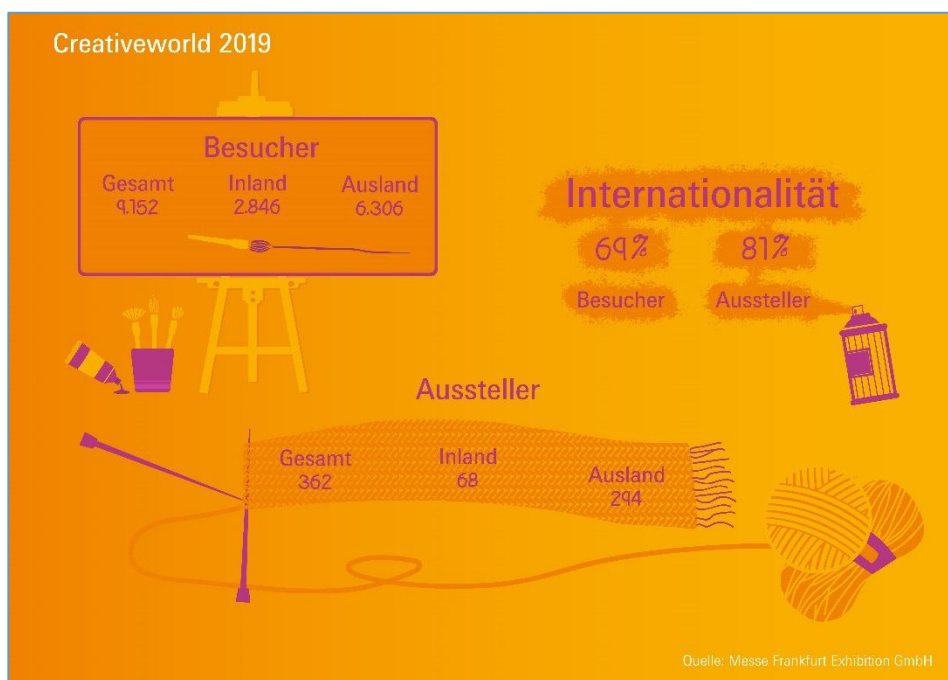 Creativeworld 2019
Besucher
Gesamt Inland Ausland
9.152 2.846 6.306
Internationalität
69% 81%
Besucher Aussteller
Aussteller
Gesamt Inland Ausland
362 68 294
Quelle: Messe Frankfurt Exhibition GmbH